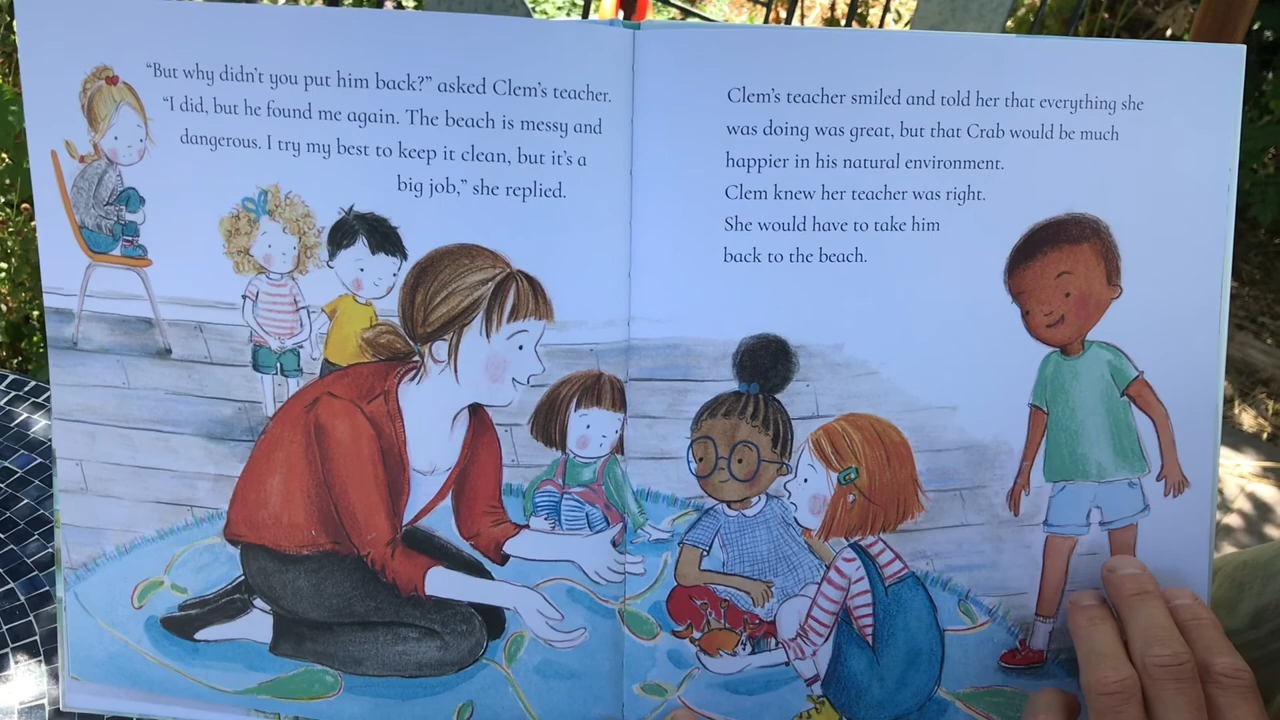 “But why didn’t you put him back?” asked Clem’s teacher.
“I did, but he found me again. The beach is messy and
dangerous. I try my best to keep it clean, but it’s a
big job,” she replied.
Clem’s teacher smiled and told her that everything she
was doing was great, but that Crab would be much
happier in his natural environment.
Clem knew her teacher was right.
She would have to take him
back to the beach.